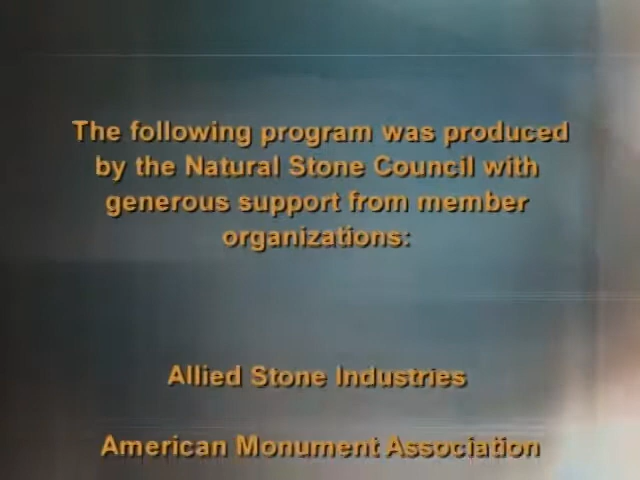 The following program was produced
by the Natural Stone Council with
generous support from member
organizations:
Allied Stone Industries
American Monument Association